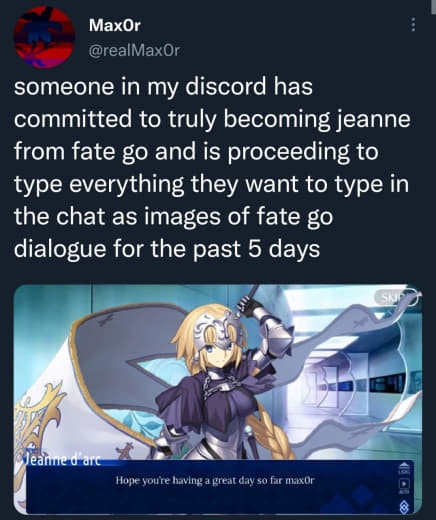 Max0r
@realMax0r
someone in my discord has
committed to truly becoming jeanne
from fate go and is proceeding to
type everything they want to type in
the chat as images of fate go
dialogue for the past 5 days
SKIP
Jeanne d'arc
Hope you're having a great day so far max0r
LOG
AUTO